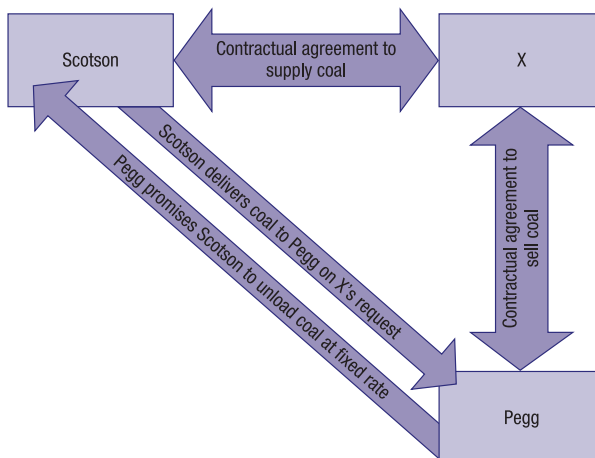 Scotson
Contractual agreement to
supply coal
X
Scotson delivers coal to Pegg on X's request
Pegg promises Scotson to unload coal at fixed rate
Contractual agreement to
sell coal
Pegg